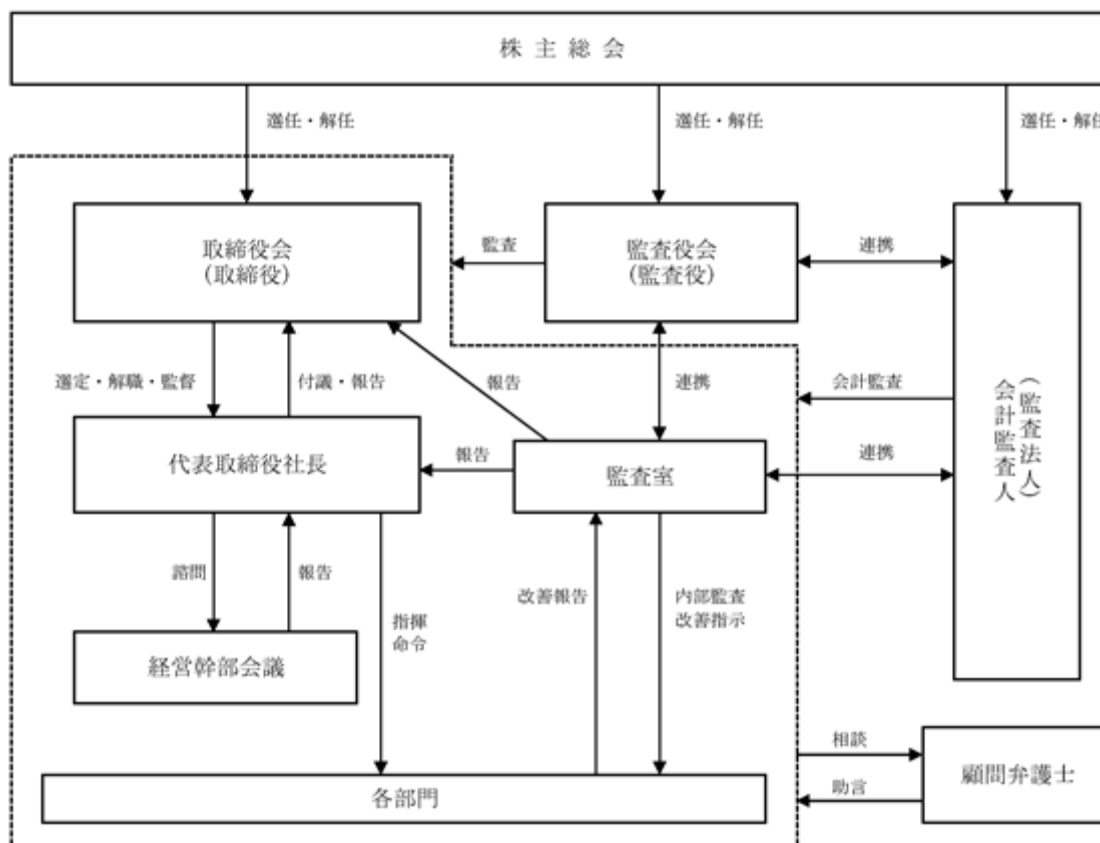 株主総会
選任・解任
選任・解任
選任・解任
取締役会
(取締役)
監査
監査役会
(監査役)
連携
選定・解職・監督
付議・報告
報告
連携
会計監査
会計監査人
(監査法人)
代表取締役社長
報告
監査室
連携
諮問
報告
指揮
命令
改善報告
内部監査
改善指示
経営幹部会議
相談
助言
顧問弁護士
各部門